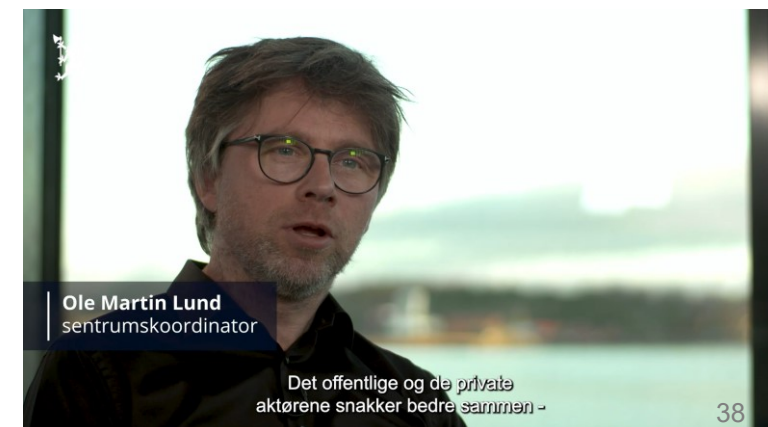 Ole Martin Lund
sentrumskoordinator
Det offentlige og de private
aktørene snakker bedre sammen -
38